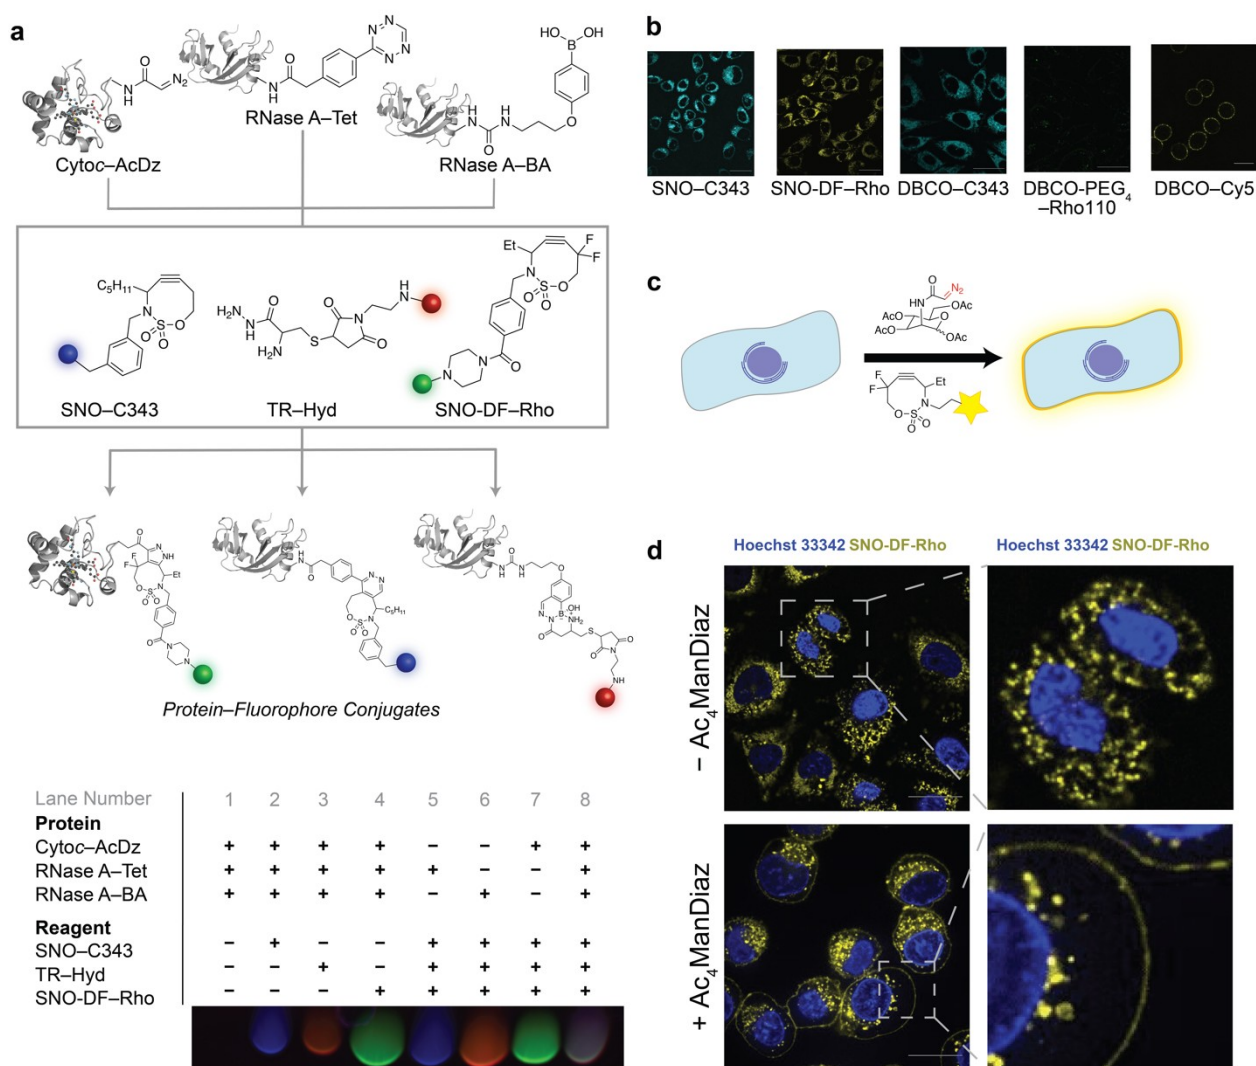 a
Cytoc–AcDz
RNase A–Tet
RNase A–BA
SNO–C343
TR–Hyd
SNO-DF–Rho
Protein–Fluorophore Conjugates
Lane Number 1 2 3 4 5 6 7 8
Protein
Cytoc–AcDz + + + + – – + +
RNase A–Tet + + + + + – – +
RNase A–BA + + + + – + – +
Reagent
SNO–C343 – + – – + + + +
TR–Hyd – – + – + + + +
SNO-DF–Rho – – – + + + + +
b
SNO–C343
SNO-DF–Rho
DBCO–C343
DBCO-PEG4
–Rho110
DBCO–Cy5
c
d
Hoechst 33342 SNO-DF-Rho
Hoechst 33342 SNO-DF-Rho
– Ac4ManDiaz
+ Ac4ManDiaz